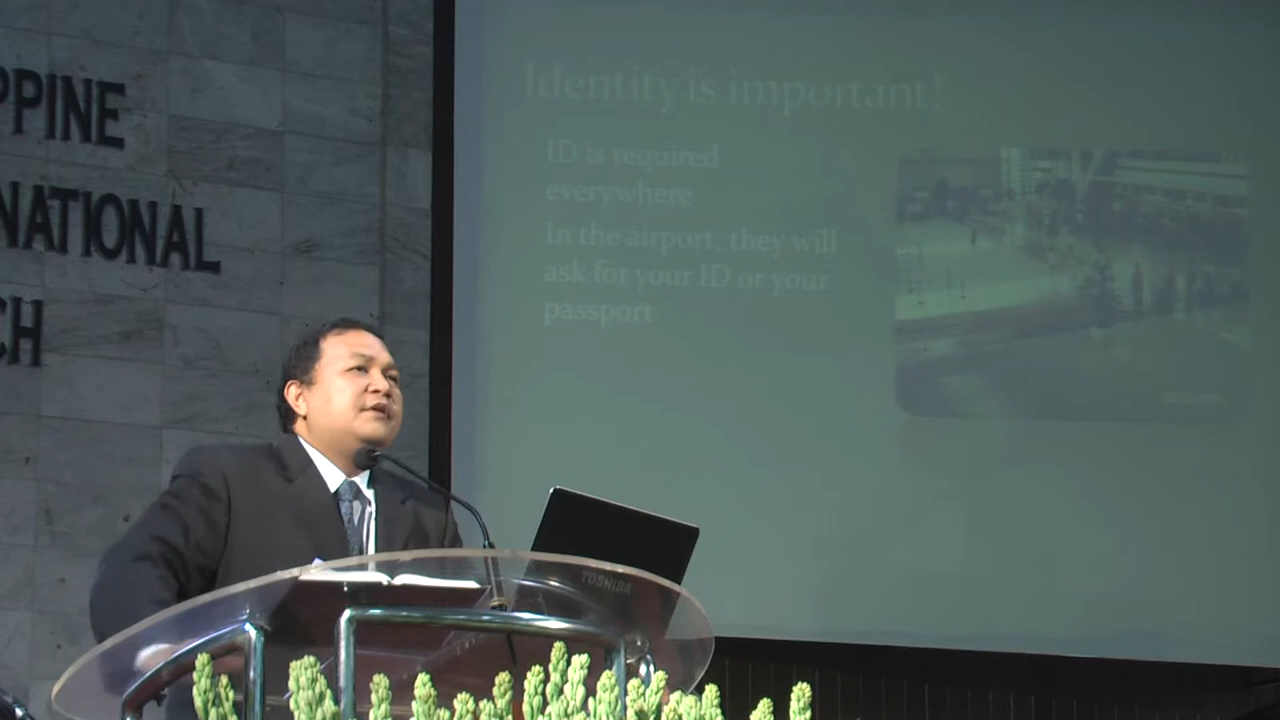 PPINE
NATIONAL
CH
Identity is important!
ID is required
everywhere
In the airport, they will
ask for your ID or your
passport
TOSHIBA